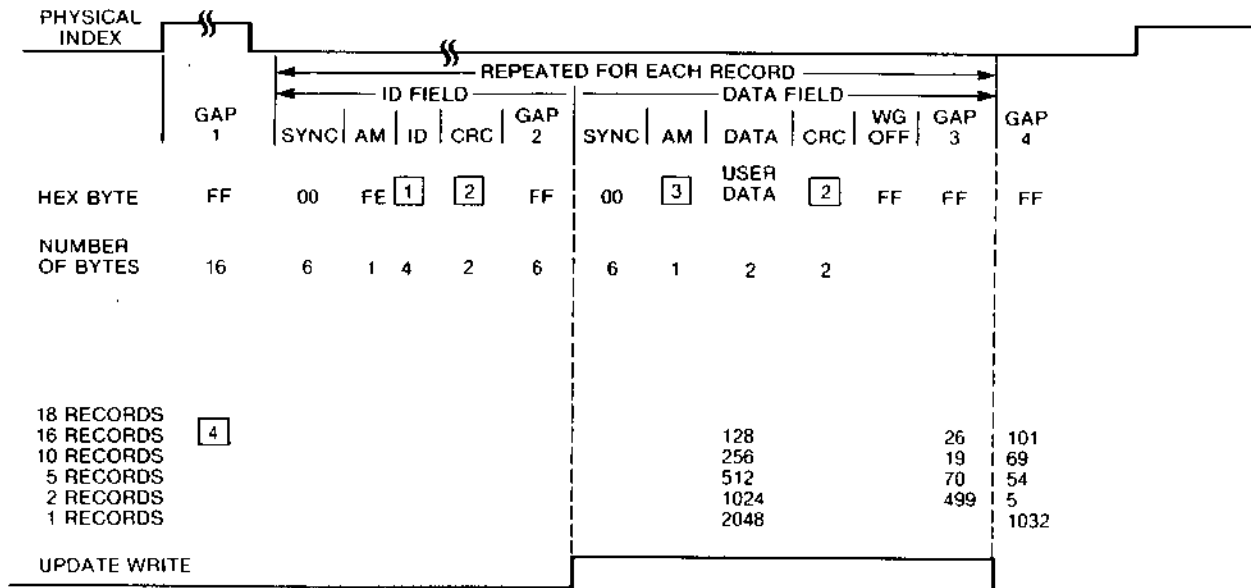 PHYSICAL
INDEX
REPEATED FOR EACH RECORD
ID FIELD DATA FIELD
GAP 1 SYNC AM ID CRC GAP 2 SYNC AM DATA CRC WG OFF GAP 3 GAP 4
HEX BYTE FF 00 FE 1 2 FF 00 3 USER DATA 2 FF FF FF
NUMBER
OF BYTES 16 6 1 4 2 6 6 1 2 2
18 RECORDS
16 RECORDS 4 128 26 101
10 RECORDS 256 19 69
5 RECORDS 512 70 54
2 RECORDS 1024 499 5
1 RECORDS 2048 1032
UPDATE WRITE